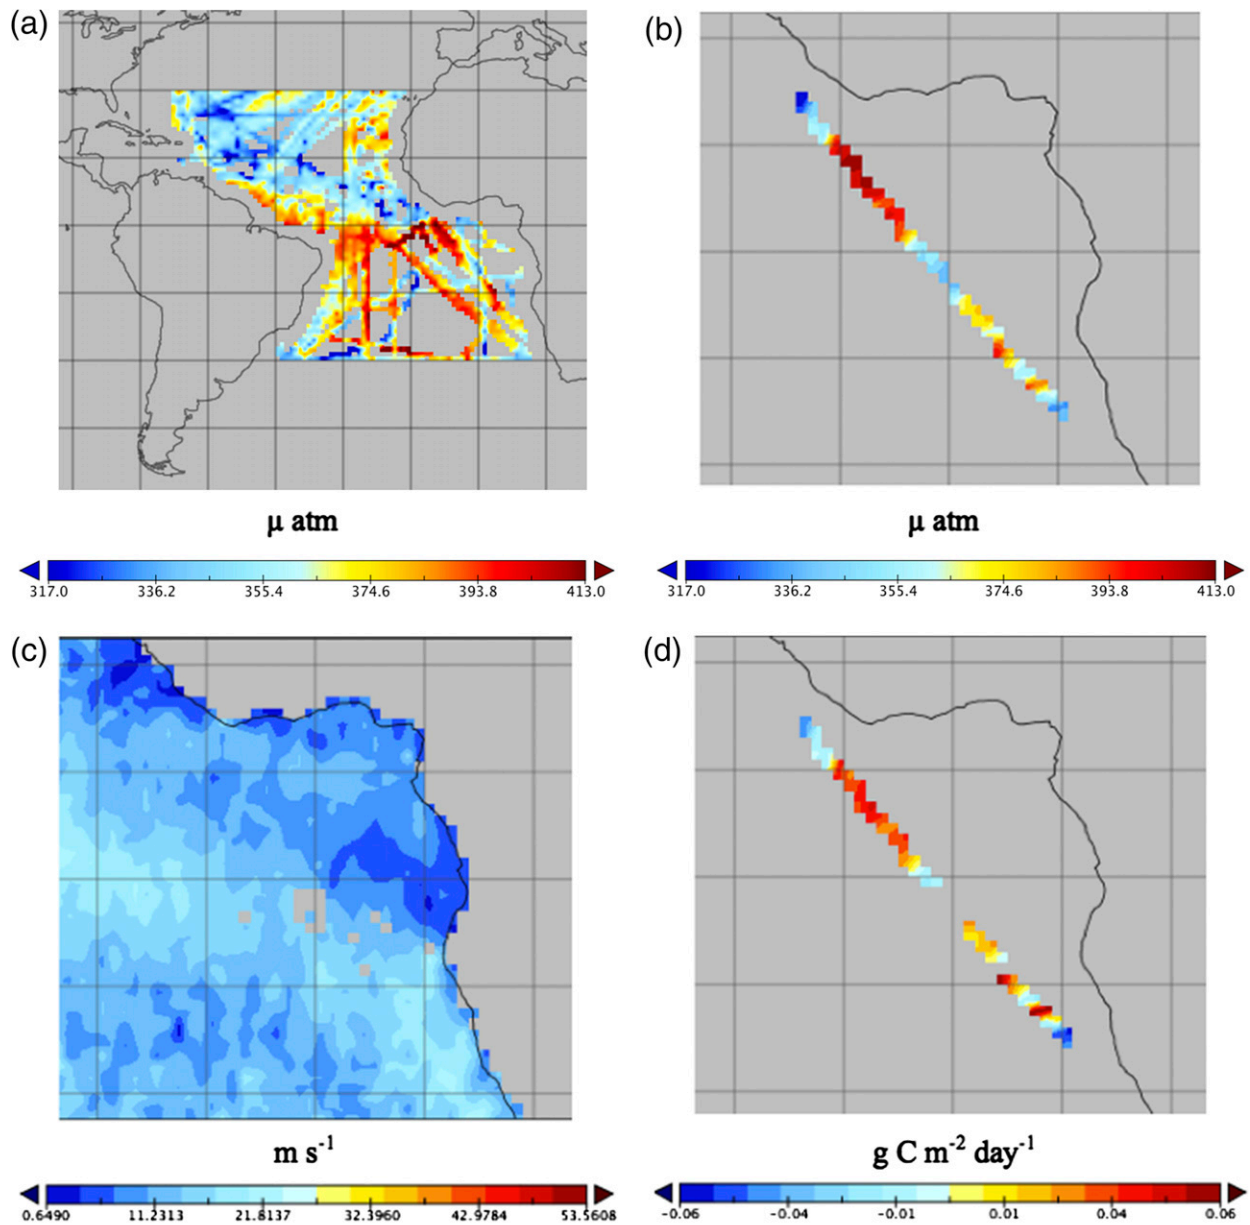 (a)
(b)
μ atm
μ atm
317.0 336.2 355.4 374.6 393.8 413.0
317.0 336.2 355.4 374.6 393.8 413.0
(c)
(d)
m s-1
g C m-2 day-1
0.6490 11.2313 21.8137 32.3960 42.9784 53.5608
-0.06 -0.04 -0.01 0.01 0.04 0.06